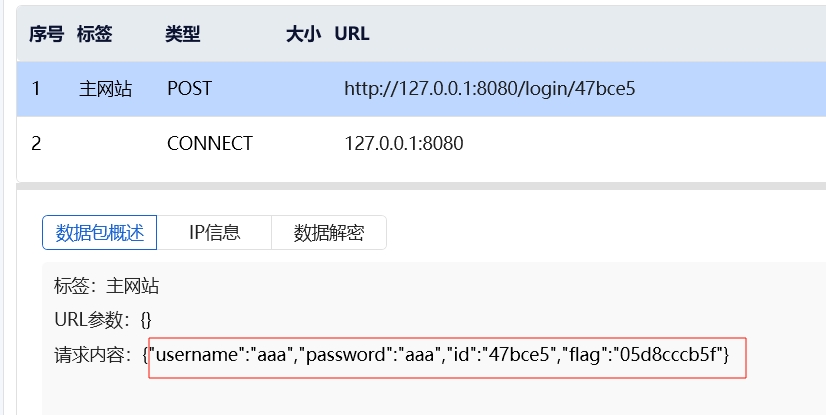 序号 标签 类型 大小 URL
1 主网站 POST http://127.0.0.1:8080/login/47bce5
2 CONNECT 127.0.0.1:8080
数据包概述 IP信息 数据解密
标签：主网站
URL参数：{}
请求内容：{"username":"aaa","password":"aaa","id":"47bce5","flag":"05d8cccb5f"}